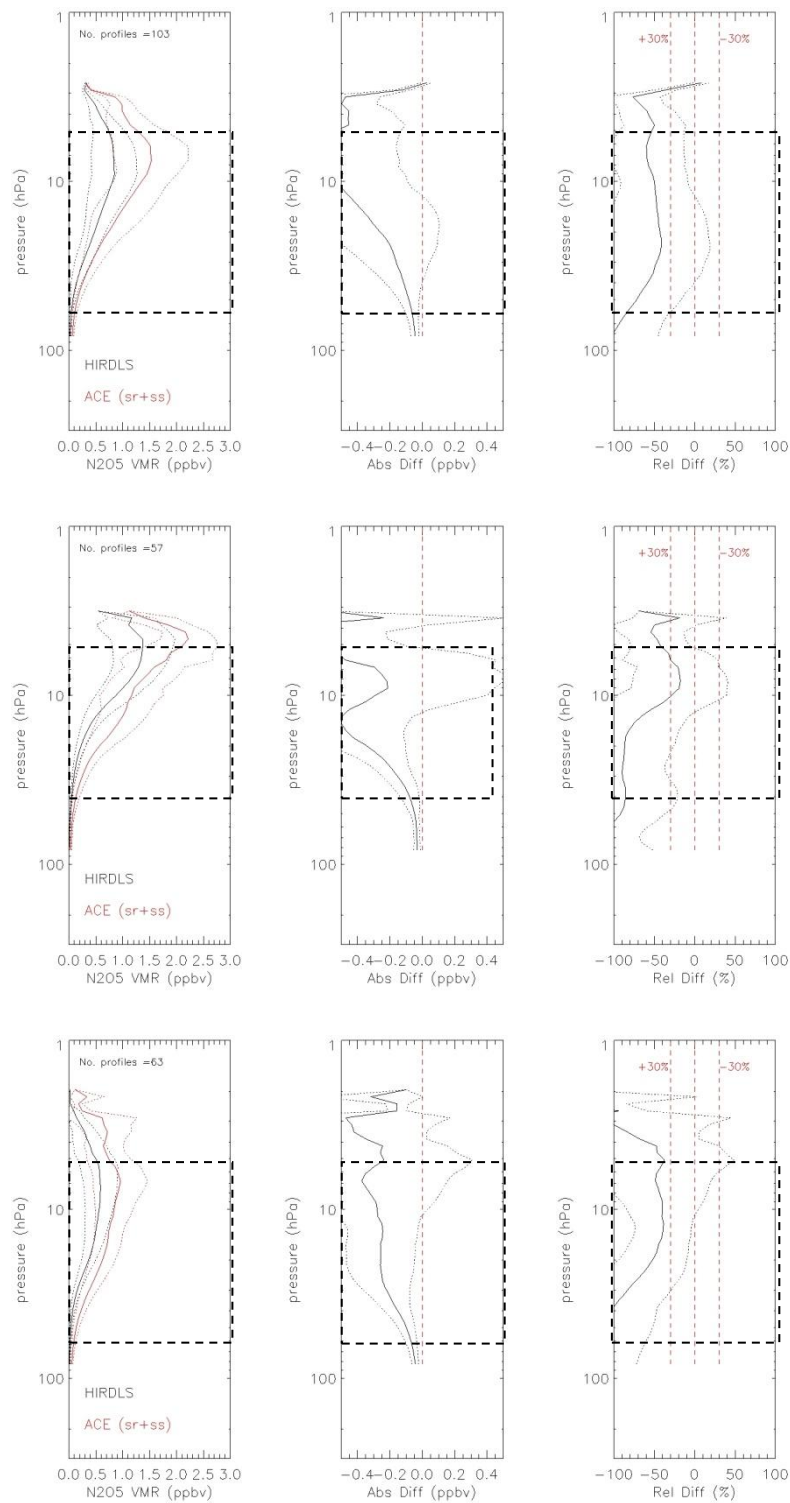 1
No. profiles =103
10
100
pressure (hPa)
HIRDLS
ACE (sr+ss)
0.0 0.5 1.0 1.5 2.0 2.5 3.0
N2O5 VMR (ppbv)
1
10
100
pressure (hPa)
-0.4-0.2 0.0 0.2 0.4
Abs Diff (ppbv)
1
+30% -30%
10
100
pressure (hPa)
-100 -50 0 50 100
Rel Diff (%)
1
No. profiles =57
10
100
pressure (hPa)
HIRDLS
ACE (sr+ss)
0.0 0.5 1.0 1.5 2.0 2.5 3.0
N2O5 VMR (ppbv)
1
10
100
pressure (hPa)
-0.4-0.2 0.0 0.2 0.4
Abs Diff (ppbv)
1
+30% -30%
10
100
pressure (hPa)
-100 -50 0 50 100
Rel Diff (%)
1
No. profiles =63
10
100
pressure (hPa)
HIRDLS
ACE (sr+ss)
0.0 0.5 1.0 1.5 2.0 2.5 3.0
N2O5 VMR (ppbv)
1
10
100
pressure (hPa)
-0.4-0.2 0.0 0.2 0.4
Abs Diff (ppbv)
1
+30% -30%
10
100
pressure (hPa)
-100 -50 0 50 100
Rel Diff (%)